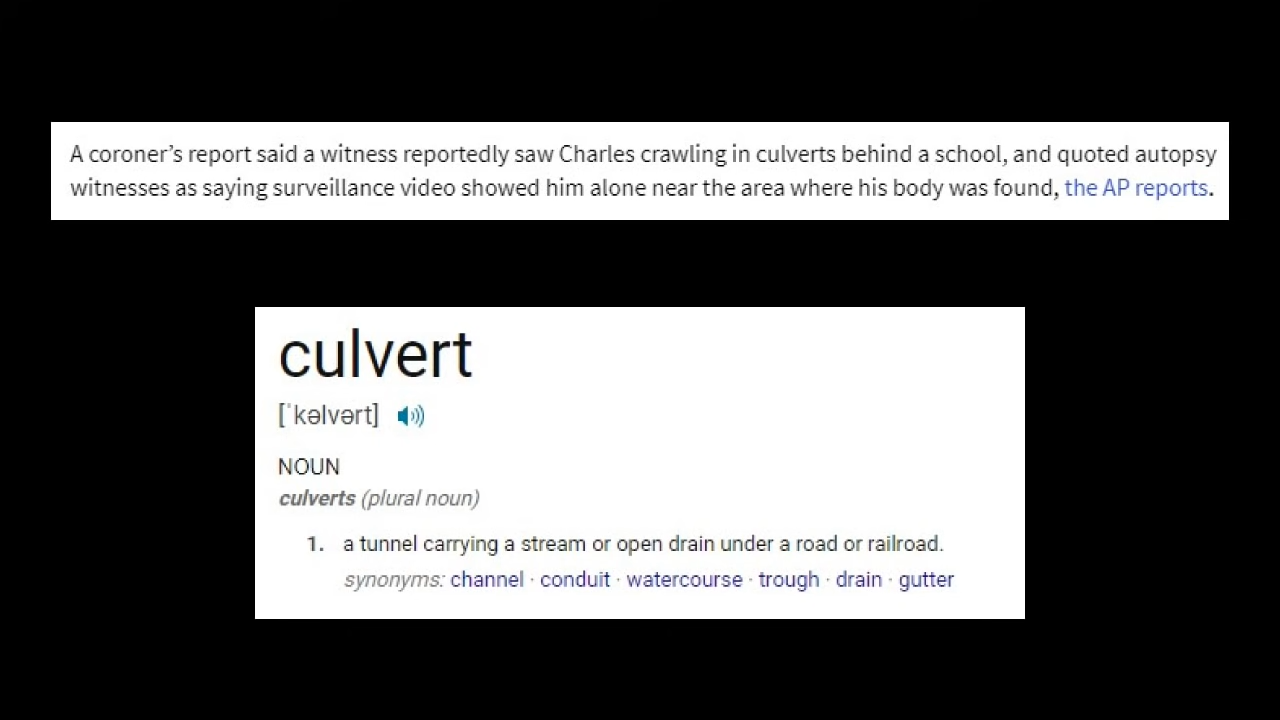 A coroner’s report said a witness reportedly saw Charles crawling in culverts behind a school, and quoted autopsy
witnesses as saying surveillance video showed him alone near the area where his body was found, the AP reports.
culvert
[ˈkəlvərt]
NOUN
culverts (plural noun)
1. a tunnel carrying a stream or open drain under a road or railroad.
synonyms: channel · conduit · watercourse · trough · drain · gutter